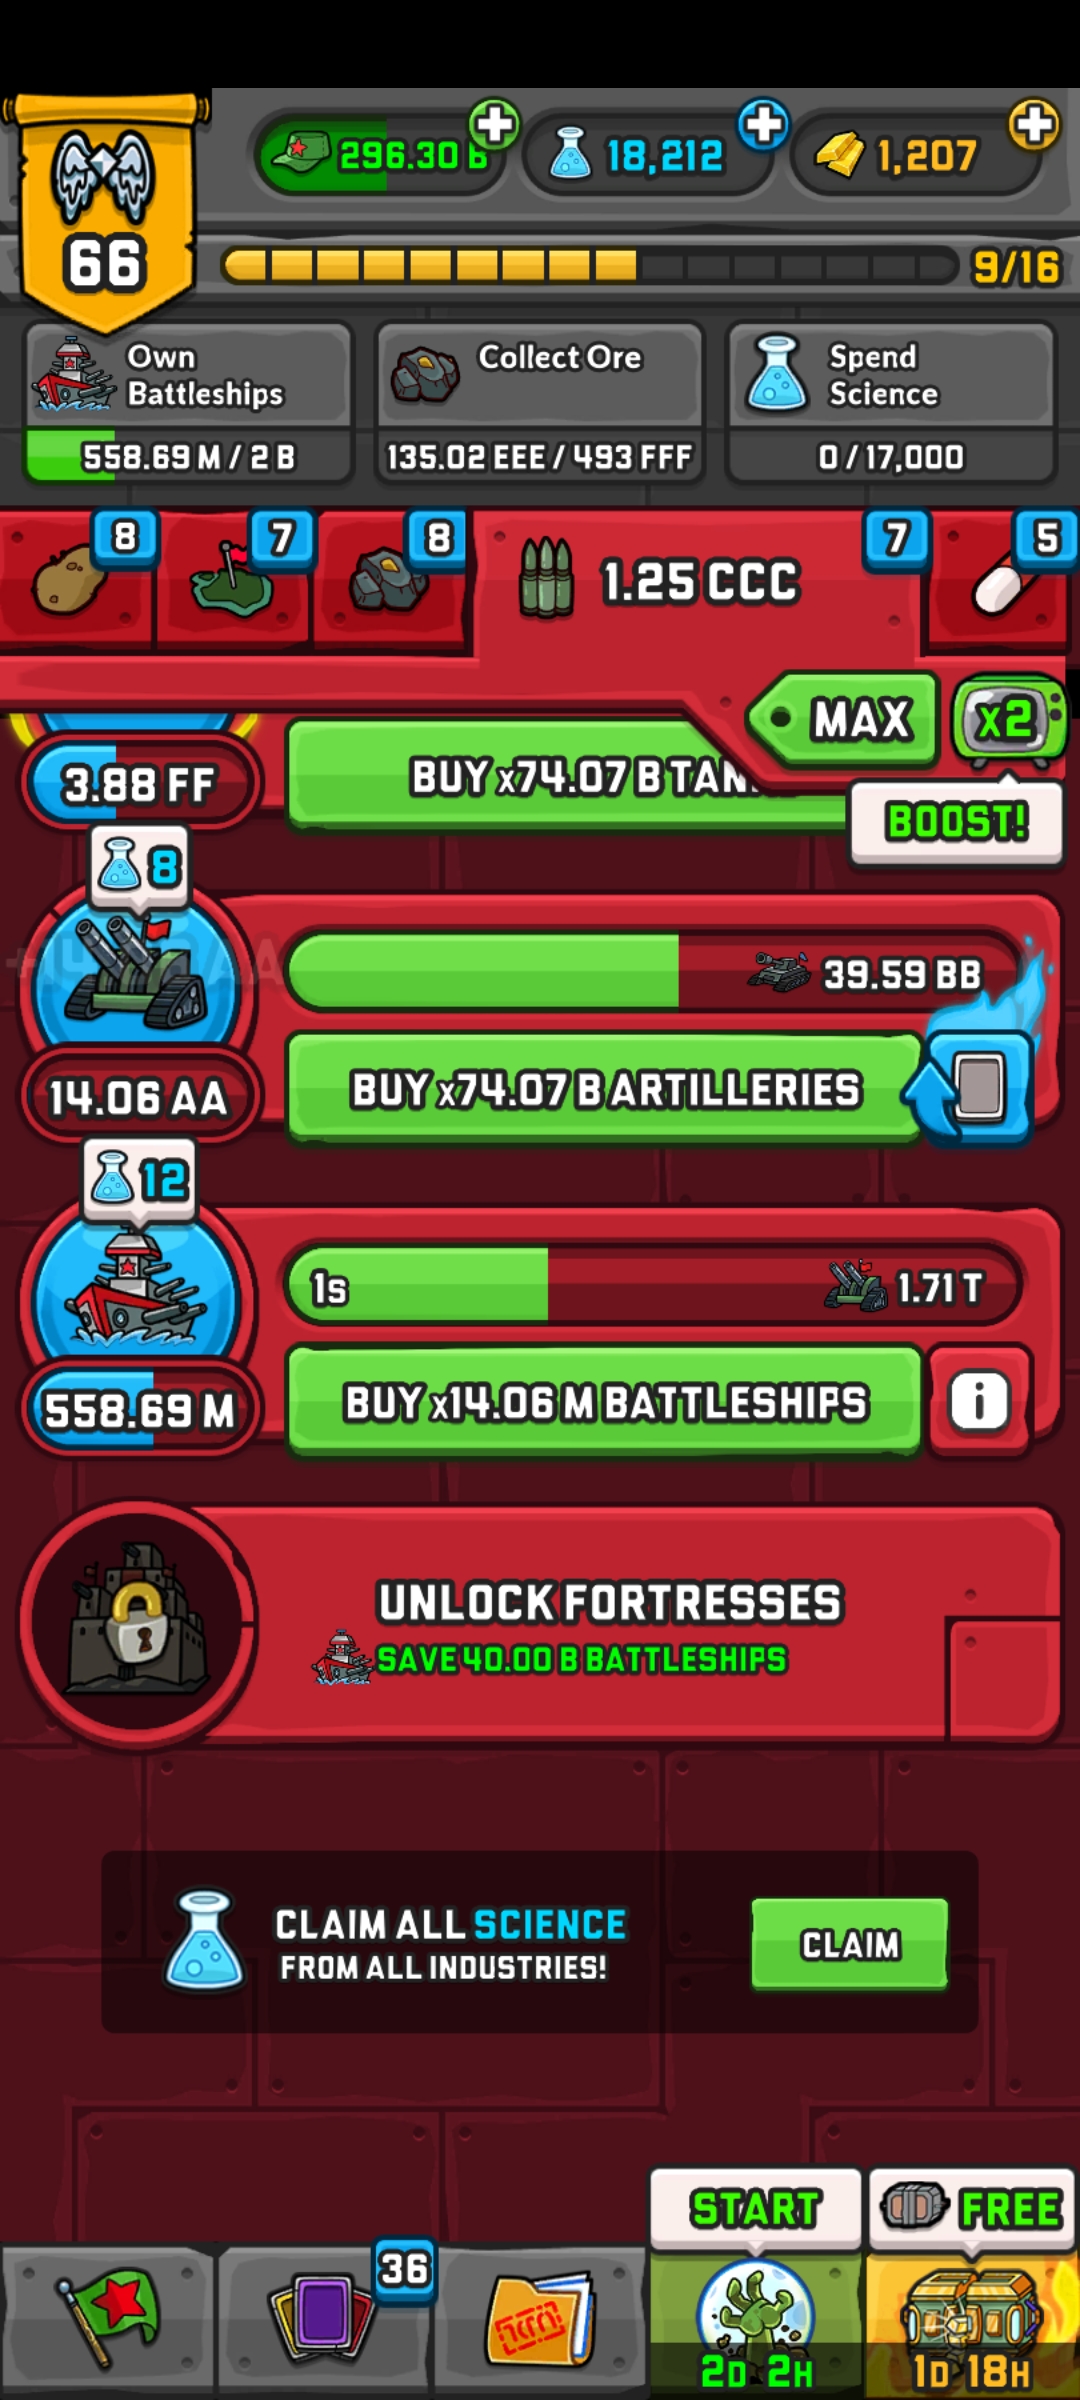 296.30 B
18,212
1,207
66
9/16
Own
Battleships
558.69 M / 2 B
Collect Ore
135.02 EEE / 493 FFF
Spend
Science
0 / 17,000
8
7
8
1.25 CCC
7
5
MAX
x2
BOOST!
3.88 FF
BUY x74.07 B TAN
8
39.59 BB
14.06 AA
BUY x74.07 B ARTILLERIES
12
1s
1.71 T
558.69 M
BUY x14.06 M BATTLESHIPS
i
UNLOCK FORTRESSES
SAVE 40.00 B BATTLESHIPS
CLAIM ALL SCIENCE
FROM ALL INDUSTRIES!
CLAIM
START
FREE
36
2D 2H
1D 18H